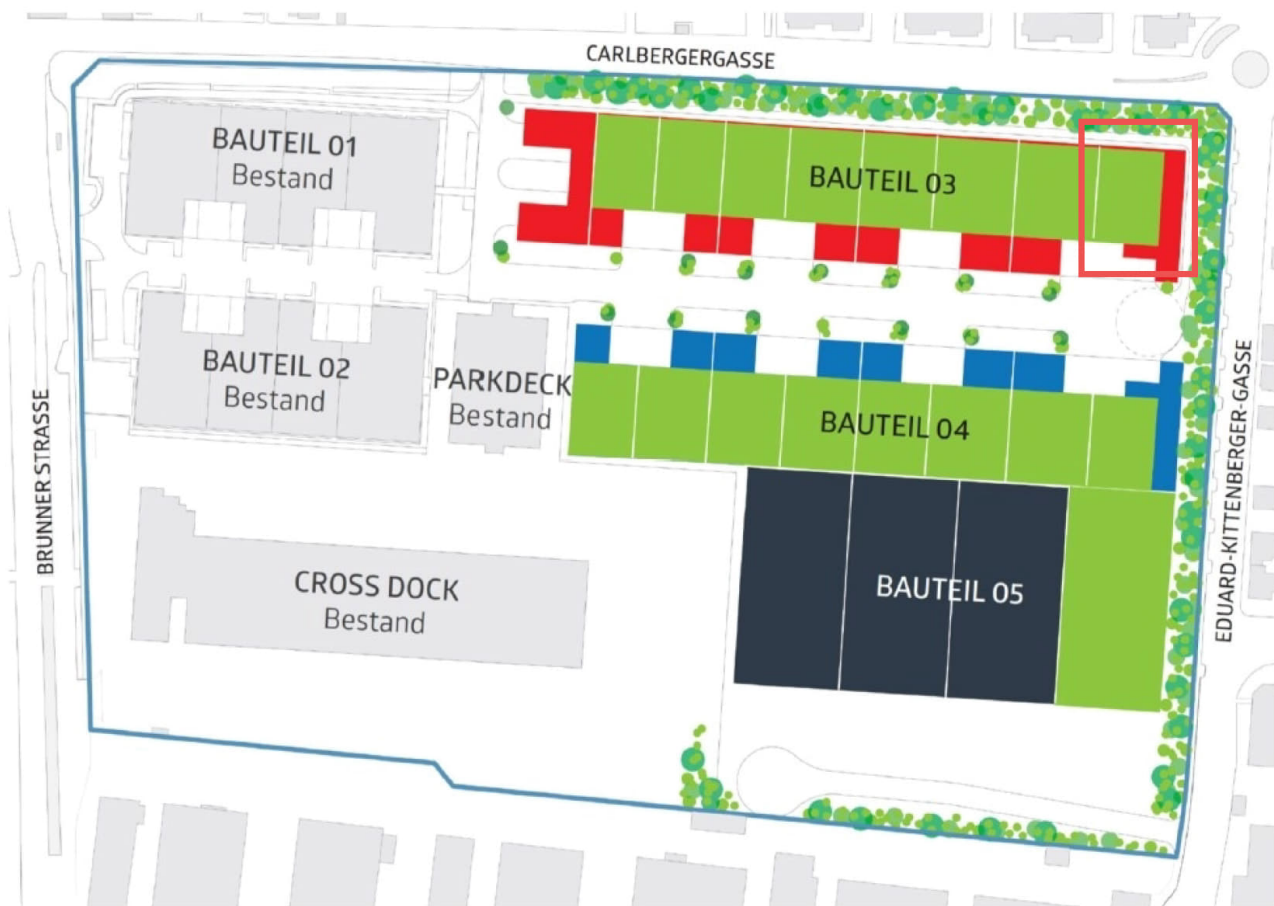 CARLBERGERGASSE
BAUTEIL 01
Bestand
BAUTEIL 03
BAUTEIL 02
Bestand
PARKDECK
Bestand
BAUTEIL 04
BRUNNER STRASSE
EDUARD-KITTENBERGER-GASSE
CROSS DOCK
Bestand
BAUTEIL 05